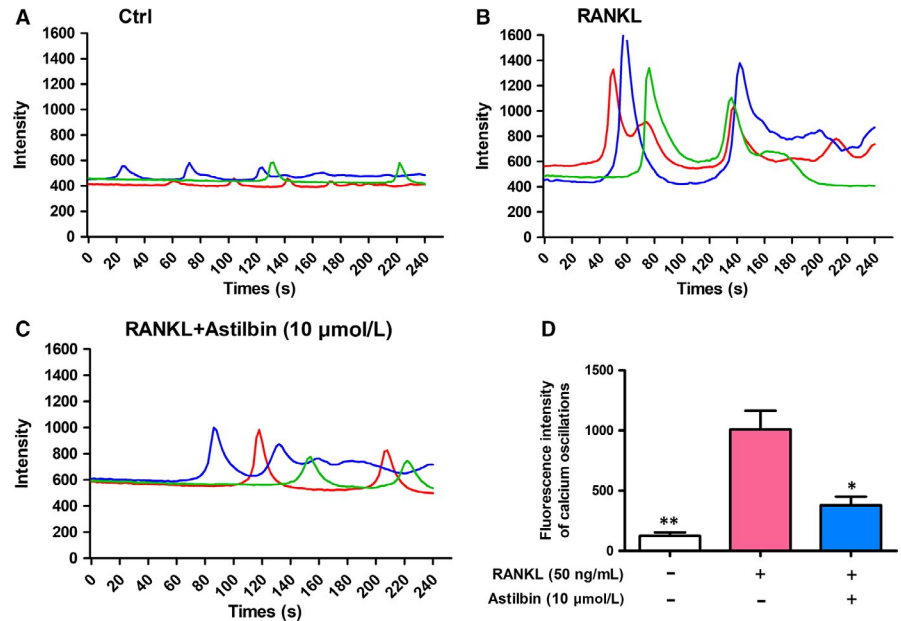 A Ctrl
Intensity
1600
1400
1200
1000
800
600
400
200
0
0 20 40 60 80 100 120 140 160 180 200 220 240
Times (s)
B RANKL
Intensity
1600
1400
1200
1000
800
600
400
200
0
0 20 40 60 80 100 120 140 160 180 200 220 240
Times (s)
C RANKL+Astilbin (10 μmol/L)
Intensity
1600
1400
1200
1000
800
600
400
200
0
0 20 40 60 80 100 120 140 160 180 200 220 240
Times (s)
D
Fluorescence intensity
of calcium oscillations
1500
1000
500
0
** *
RANKL (50 ng/mL) − + +
Astilbin (10 μmol/L) − − +